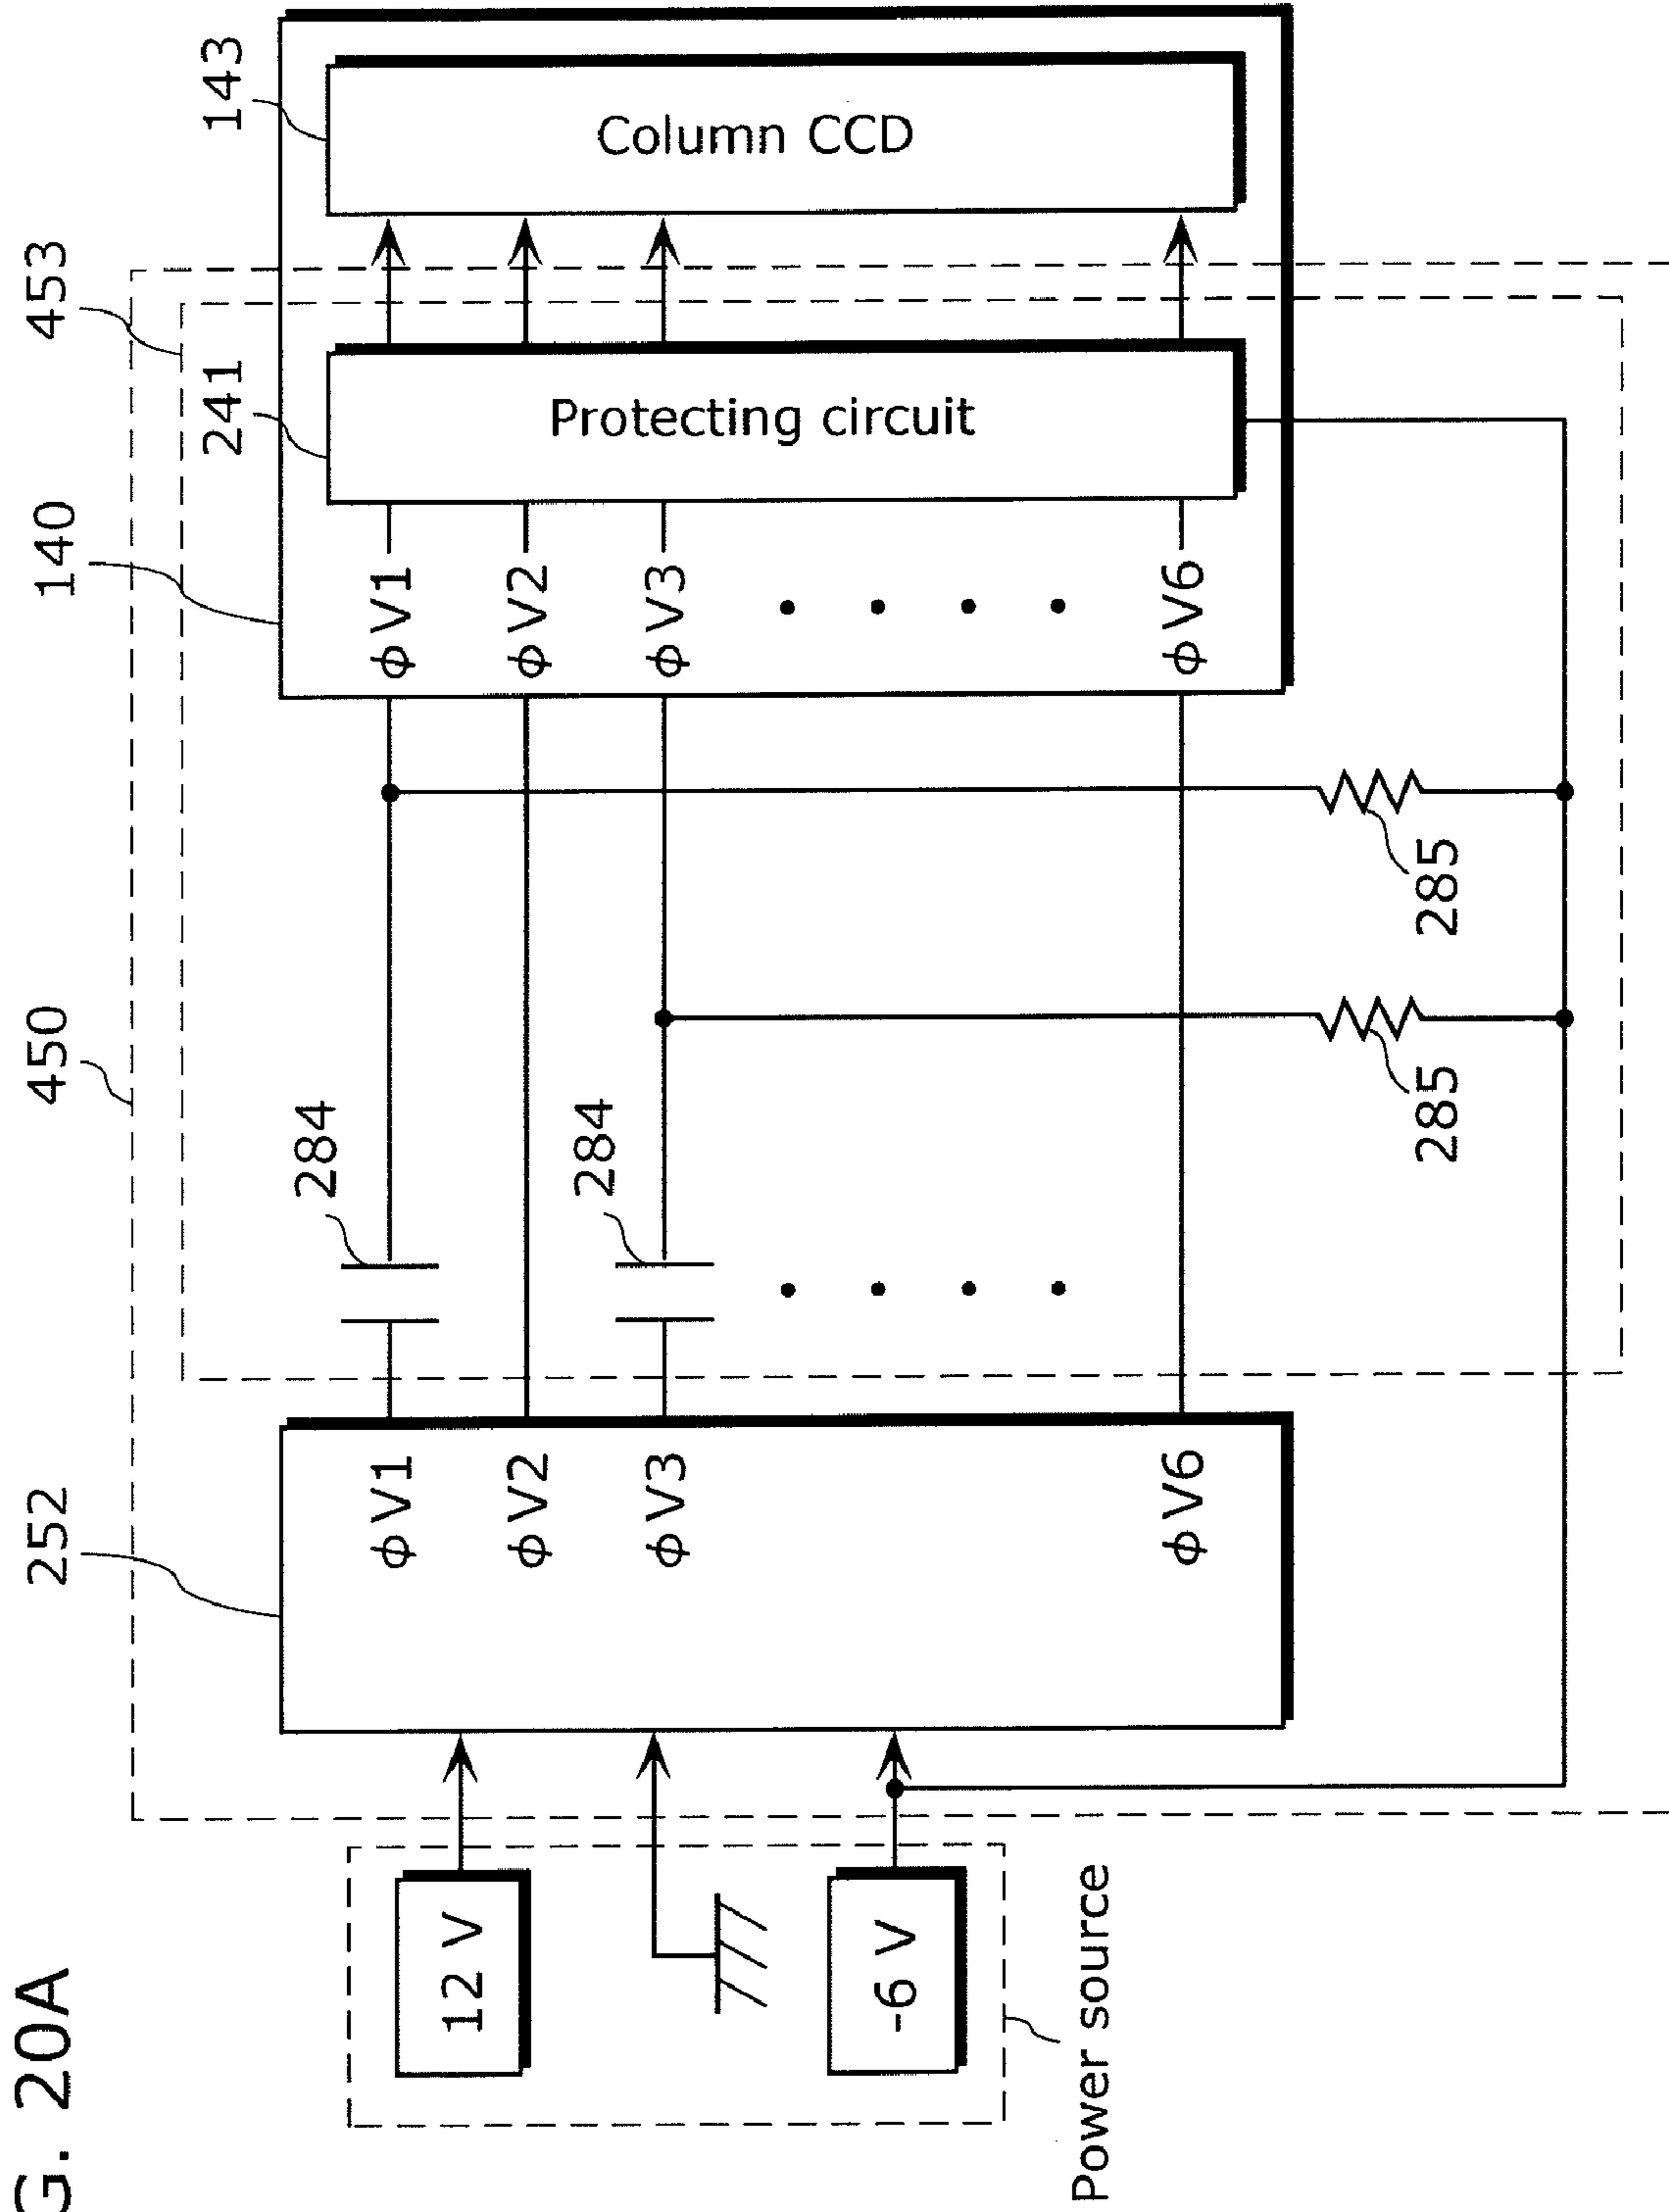 G. 20A
450
453
252
284
284
140
241
143
12 V
-6 V
Power source
φV1
φV2
φV3
φV6
φV1
φV2
φV3
φV6
Protecting circuit
Column CCD
285
285